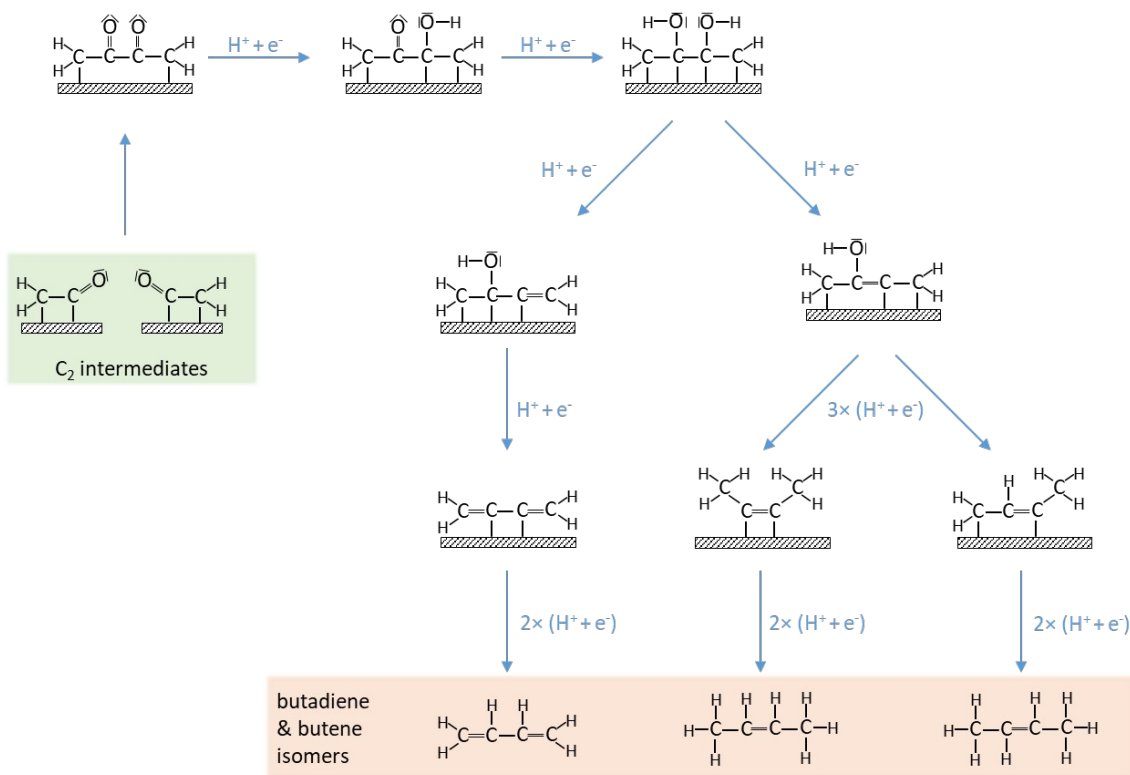 O O
H H
C C C C
H H
H⁺ + e⁻
O O–H
H H
C C C C
H H
H⁺ + e⁻
H–O O–H
H H
C C C C
H H
H⁺ + e⁻
H⁺ + e⁻
H O O H
C C C C
H H
C₂ intermediates
H–O
H H
C C C=C
H H
H–O
H H
C C=C C
H H
H⁺ + e⁻
3× (H⁺ + e⁻)
H H
C=C C=C
H H
H H H H
C C
H H
C=C
H H
H C
H H
C C=C
H
2× (H⁺ + e⁻)
2× (H⁺ + e⁻)
2× (H⁺ + e⁻)
butadiene
& butene
isomers
H H H H
C=C–C=C
H H
H H H H
H–C–C=C–C–H
H H
H H H
H–C–C=C–C–H
H H H